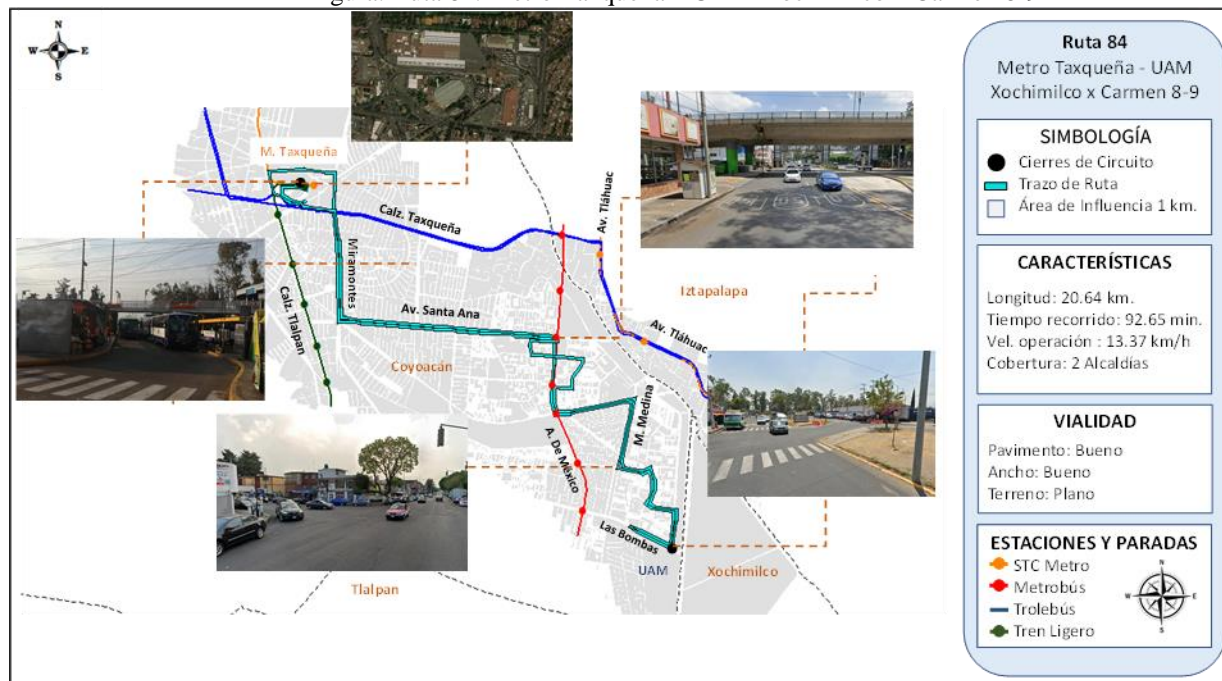 N
W E
S
M. Taxqueña
Calz. Taxqueña
Av. Tláhuac
Miramontes
Iztapalapa
Av. Santa Ana
Av. Tláhuac
Calz. Tlalpan
Coyoacán
M. Medina
A. De México
Las Bombas
UAM
Xochimilco
Tlalpan
Ruta 84
Metro Taxqueña - UAM
Xochimilco x Carmen 8-9
SIMBOLOGÍA
Cierres de Circuito
Trazo de Ruta
Área de Influencia 1 km.
CARACTERÍSTICAS
Longitud: 20.64 km.
Tiempo recorrido: 92.65 min.
Vel. operación : 13.37 km/h
Cobertura: 2 Alcaldías
VIALIDAD
Pavimento: Bueno
Ancho: Bueno
Terreno: Plano
ESTACIONES Y PARADAS
STC Metro
Metrobús
Trolebús
Tren Ligero
N
W E
S